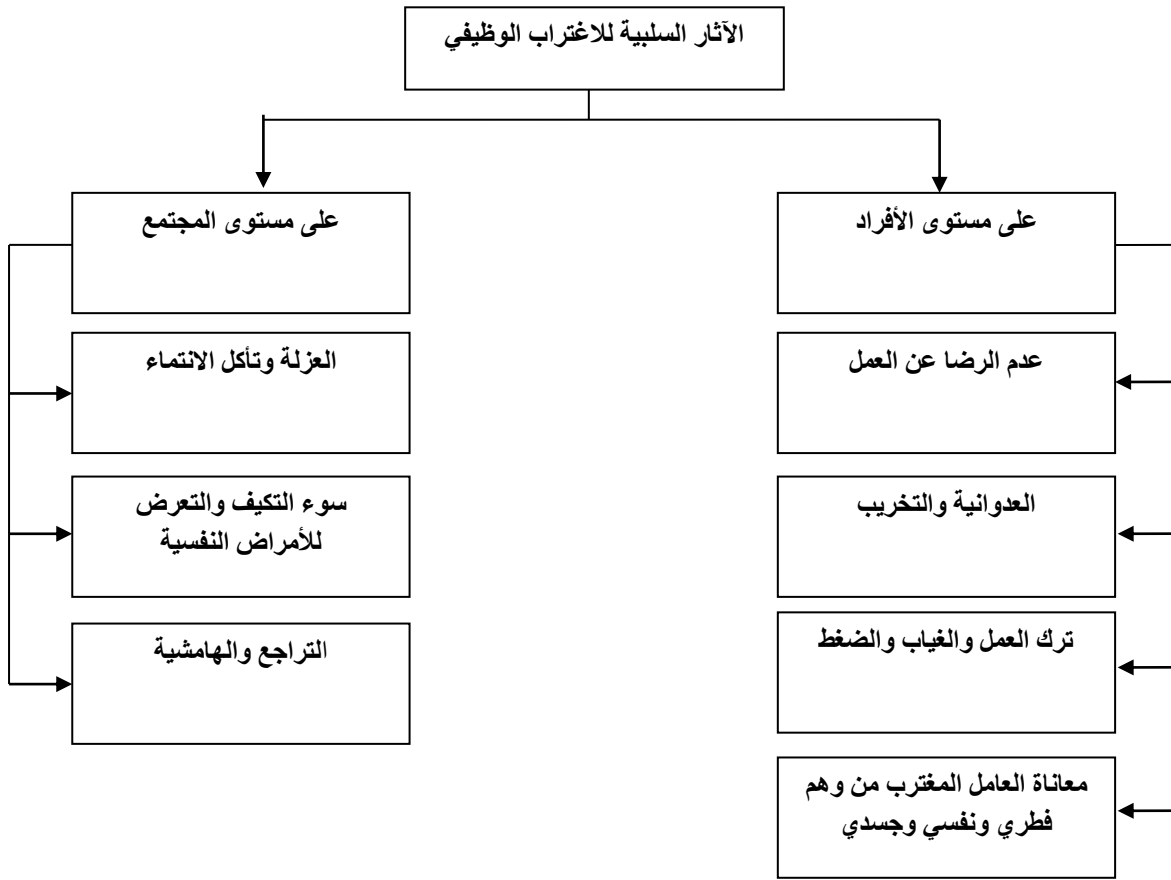 الآثار السلبية للاغتراب الوظيفي
على مستوى الأفراد
عدم الرضا عن العمل
العدوانية والتخريب
ترك العمل والغياب والضغط
معاناة العامل المغترب من وهم
فطري ونفسي وجسدي
على مستوى المجتمع
العزلة وتأكل الانتماء
سوء التكيف والتعرض
للأمراض النفسية
التراجع والهامشية